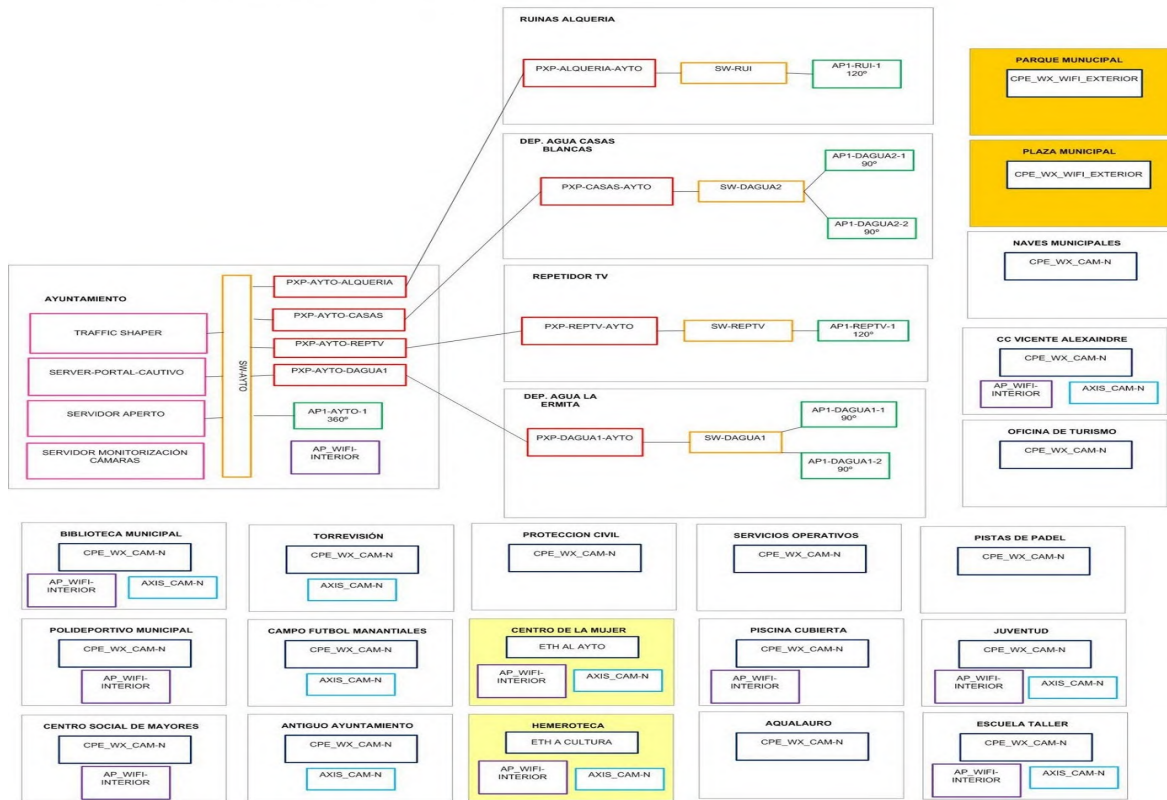 RUINAS ALQUERIA
PXP-ALQUERIA-AYTO
SW-RUI
AP1-RUI-1
120º
DEP. AGUA CASAS
BLANCAS
PXP-CASAS-AYTO
SW-DAGUA2
AP1-DAGUA2-1
90º
AP1-DAGUA2-2
90º
REPETIDOR TV
PXP-REPTV-AYTO
SW-REPTV
AP1-REPTV-1
120º
DEP. AGUA LA
ERMITA
PXP-DAGUA1-AYTO
SW-DAGUA1
AP1-DAGUA1-1
90º
AP1-DAGUA1-2
90º
AYUNTAMIENTO
TRAFFIC SHAPER
SERVER-PORTAL-CAUTIVO
SERVIDOR APERTO
SERVIDOR MONITORIZACIÓN
CÁMARAS
SW-AYTO
PXP-AYTO-ALQUERIA
PXP-AYTO-CASAS
PXP-AYTO-REPTV
PXP-AYTO-DAGUA1
AP1-AYTO-1
360º
AP_WIFI-
INTERIOR
PARQUE MUNUCIPAL
CPE_WX_WIFI_EXTERIOR
PLAZA MUNICIPAL
CPE_WX_WIFI_EXTERIOR
NAVES MUNICIPALES
CPE_WX_CAM-N
CC VICENTE ALEXAINDRE
CPE_WX_CAM-N
AP_WIFI-
INTERIOR
AXIS_CAM-N
OFICINA DE TURISMO
CPE_WX_CAM-N
BIBLIOTECA MUNICIPAL
CPE_WX_CAM-N
AP_WIFI-
INTERIOR
AXIS_CAM-N
TORREVISIÓN
CPE_WX_CAM-N
AXIS_CAM-N
PROTECCION CIVIL
CPE_WX_CAM-N
SERVICIOS OPERATIVOS
CPE_WX_CAM-N
PISTAS DE PADEL
CPE_WX_CAM-N
POLIDEPORTIVO MUNICIPAL
CPE_WX_CAM-N
AP_WIFI-
INTERIOR
CAMPO FUTBOL MANANTIALES
CPE_WX_CAM-N
AXIS_CAM-N
CENTRO DE LA MUJER
ETH AL AYTO
AP_WIFI-
INTERIOR
AXIS_CAM-N
PISCINA CUBIERTA
CPE_WX_CAM-N
AP_WIFI-
INTERIOR
JUVENTUD
CPE_WX_CAM-N
AP_WIFI-
INTERIOR
AXIS_CAM-N
CENTRO SOCIAL DE MAYORES
CPE_WX_CAM-N
AP_WIFI-
INTERIOR
ANTIGUO AYUNTAMIENTO
CPE_WX_CAM-N
AXIS_CAM-N
HEMEROTECA
ETH A CULTURA
AP_WIFI-
INTERIOR
AXIS_CAM-N
AQUALAURO
CPE_WX_CAM-N
ESCUELA TALLER
CPE_WX_CAM-N
AP_WIFI-
INTERIOR
AXIS_CAM-N